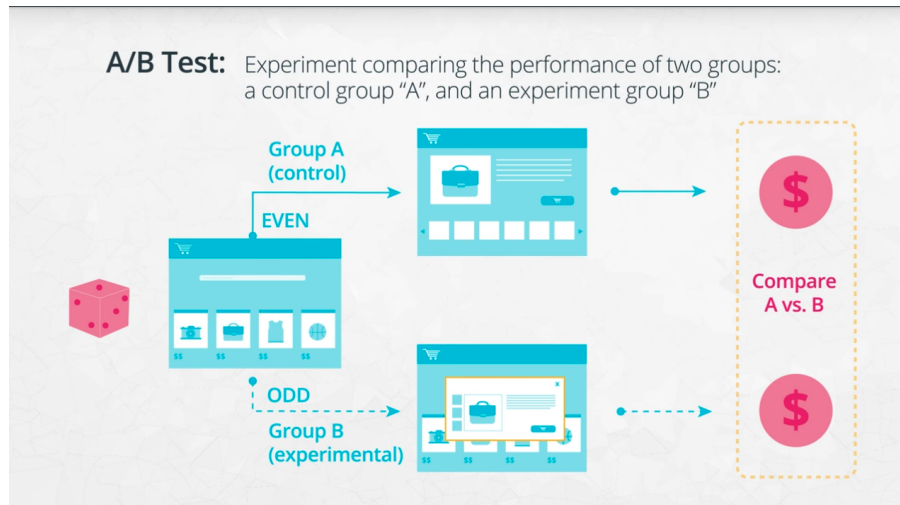 A/B Test: Experiment comparing the performance of two groups:
a control group “A”, and an experiment group “B”
Group A
(control)
EVEN
$$ $$ $$ $$
ODD
Group B
(experimental)
x
$$ $$ $$ $$
$
Compare
A vs. B
$